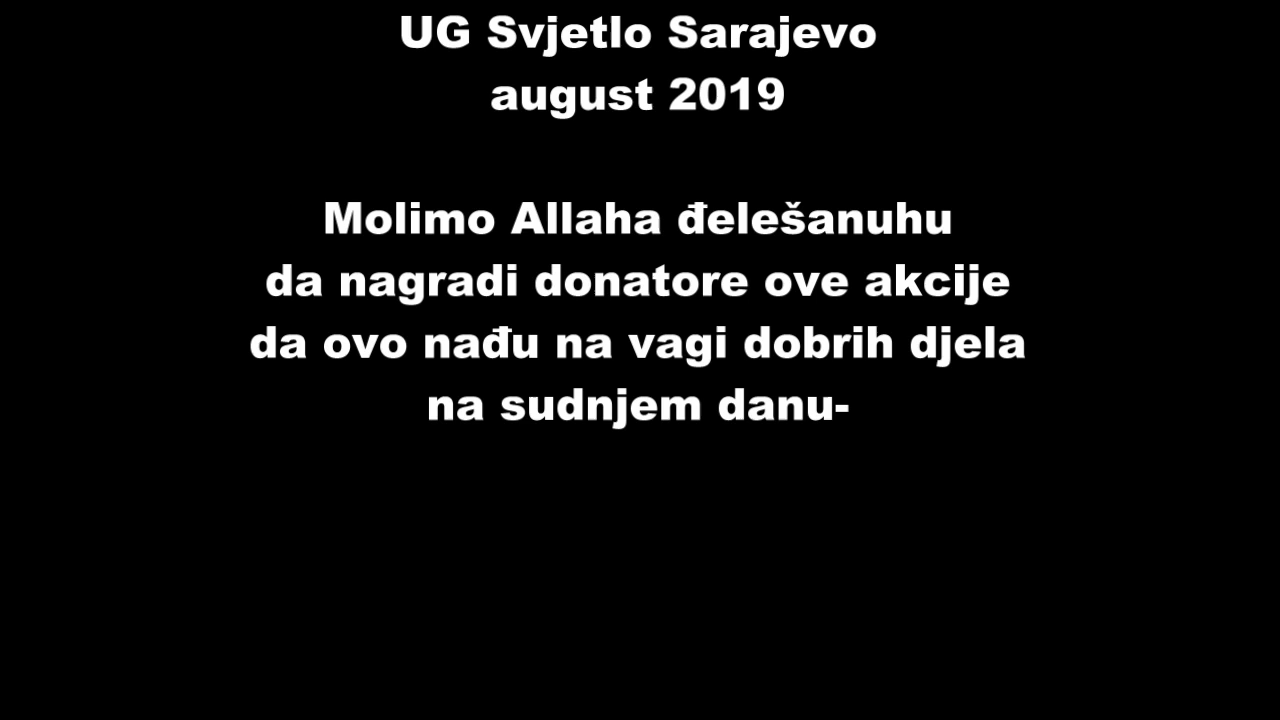 UG Svjetlo Sarajevo
august 2019
Molimo Allaha đelešanuhu
da nagradi donatore ove akcije
da ovo nađu na vagi dobrih djela
na sudnjem danu-